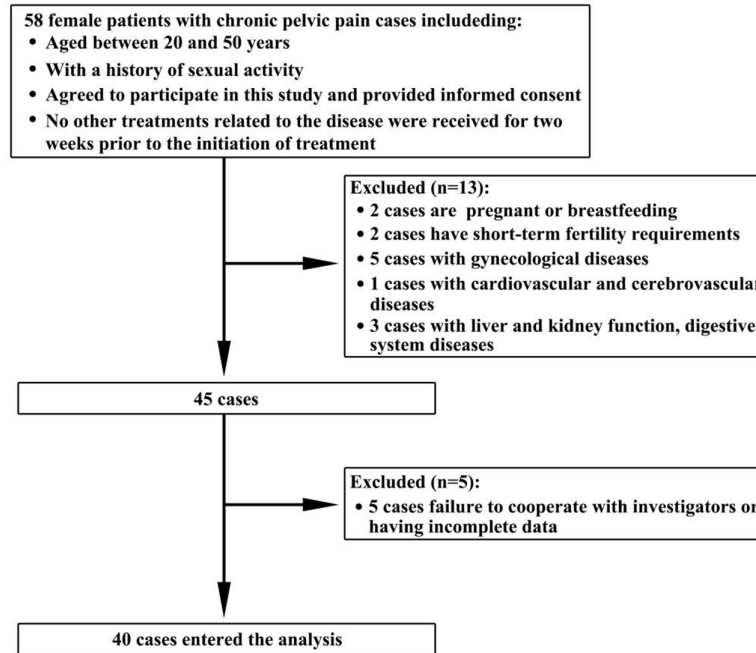 58 female patients with chronic pelvic pain cases includeding:
• Aged between 20 and 50 years
• With a history of sexual activity
• Agreed to participate in this study and provided informed consent
• No other treatments related to the disease were received for two
weeks prior to the initiation of treatment
Excluded (n=13):
• 2 cases are pregnant or breastfeeding
• 2 cases have short-term fertility requirements
• 5 cases with gynecological diseases
• 1 cases with cardiovascular and cerebrovascular
diseases
• 3 cases with liver and kidney function, digestive
system diseases
45 cases
Excluded (n=5):
• 5 cases failure to cooperate with investigators or
having incomplete data
40 cases entered the analysis